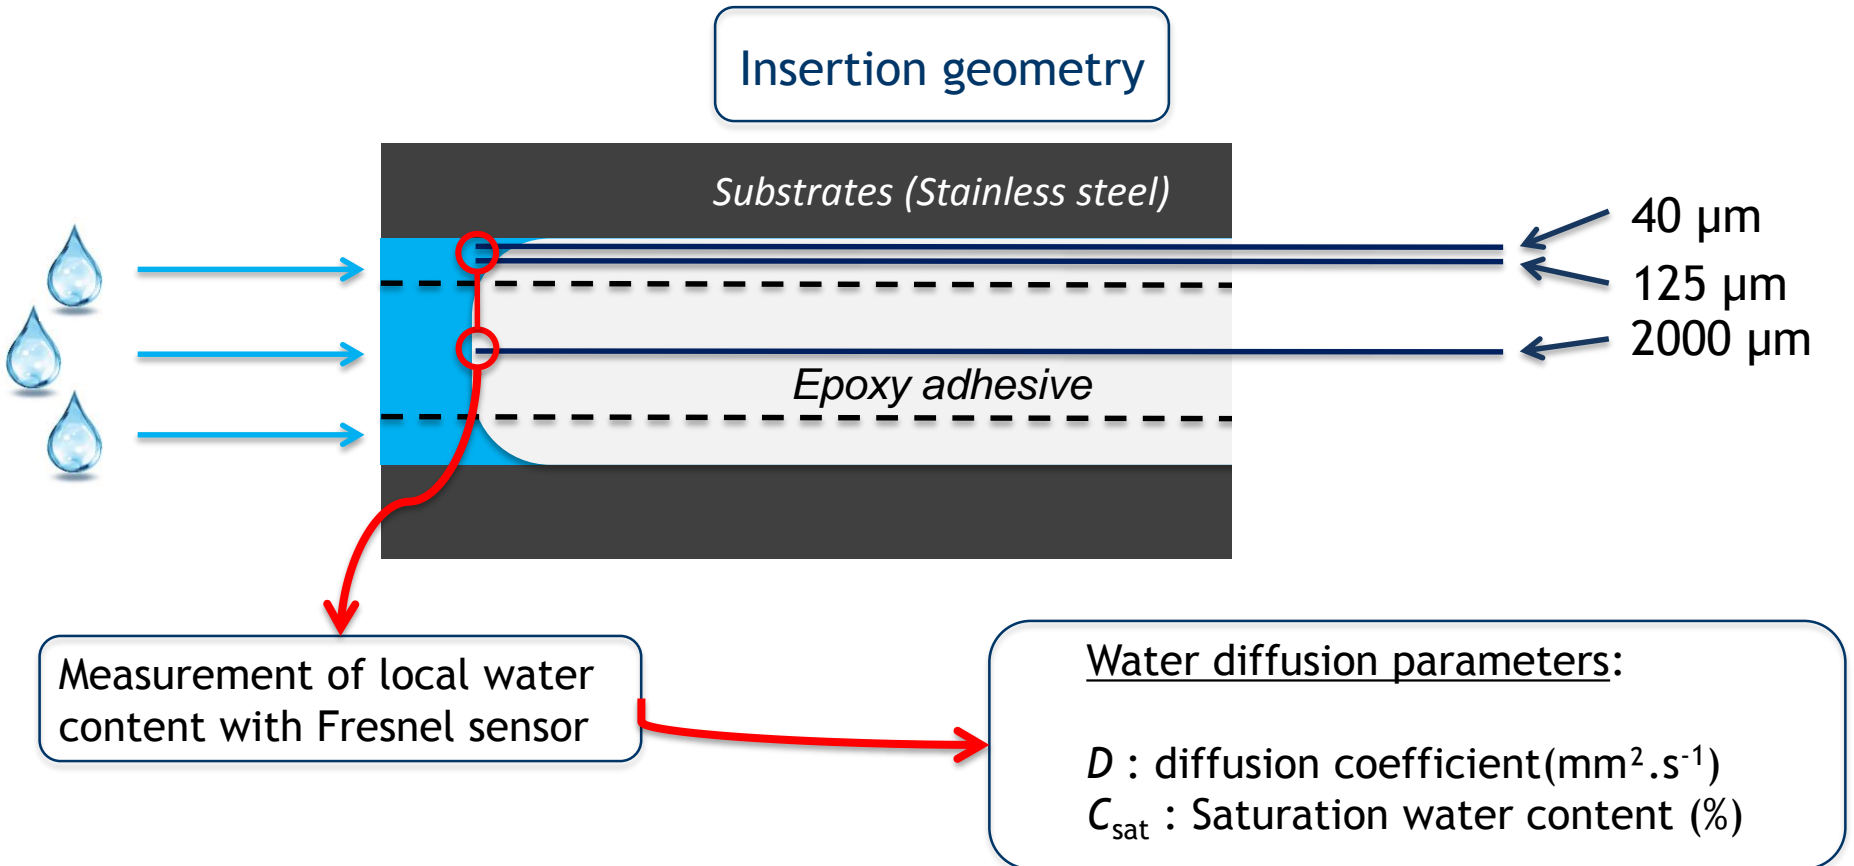 Insertion geometry
Substrates (Stainless steel)
40 µm
125 µm
2000 µm
Epoxy adhesive
Measurement of local water
content with Fresnel sensor
Water diffusion parameters:
D : diffusion coefficient(mm².s⁻¹)
Csat : Saturation water content (%)